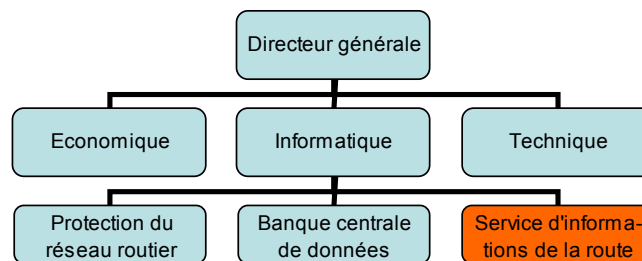 Directeur générale
Economique
Informatique
Technique
Protection du
réseau routier
Banque centrale
de données
Service d'informa-
tions de la route